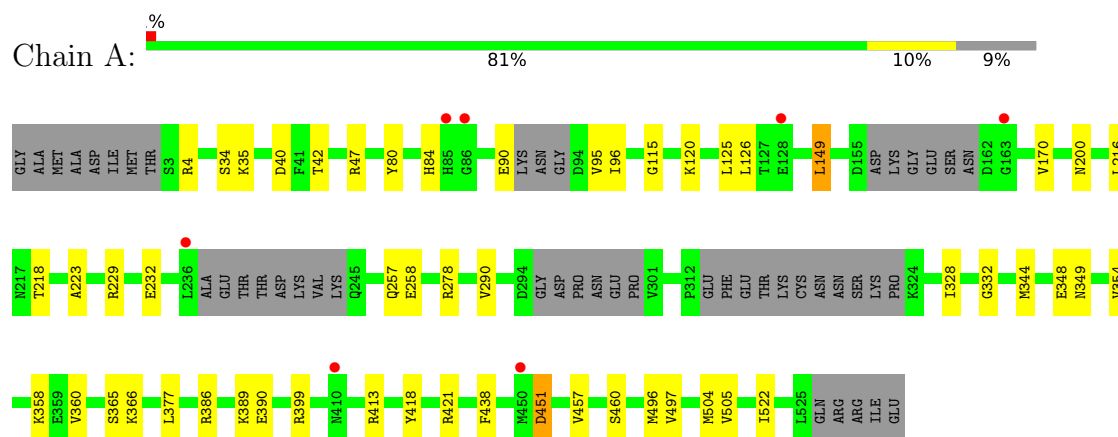 %
Chain A:
81% 10% 9%
GLY ALA MET ALA ASP ILE MET THR S3 R4 S34 K35 D40 F41 T42 R47 Y80 H84 H85 G86 E90 LYS ASN GLY D94 V95 I96 G115 K120 L125 L126 T127 E128 L149 D155 ASP LYS GLY GLU SER ASN D162 G163 V170 N200 L216
N217 T218 A223 R229 E232 L236 ALA GLU THR THR ASP LYS VAL LYS Q245 Q257 E258 R278 V290 D294 GLY ASP PRO ASN GLU PRO V301 P312 GLU PHE GLU THR LYS CYS ASN ASN SER LYS PRO K324 I328 G332 M344 E348 N349
K358 E359 V360 S365 K366 L377 R386 K389 E390 R399 N410 R413 Y418 R421 F438 M450 D451 V457 S460 M496 V497 M504 V505 I522 L525 GLN ARG ARG ILE GLU